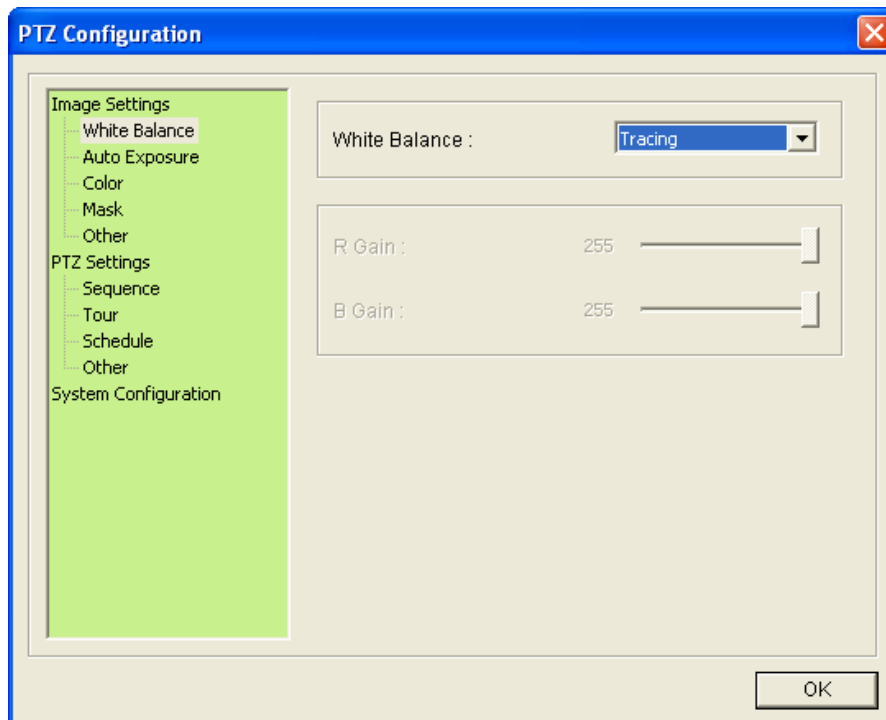 PTZ Configuration
Image Settings
White Balance
Auto Exposure
Color
Mask
Other
PTZ Settings
Sequence
Tour
Schedule
Other
System Configuration
White Balance : Tracing
R Gain : 255
B Gain : 255
OK